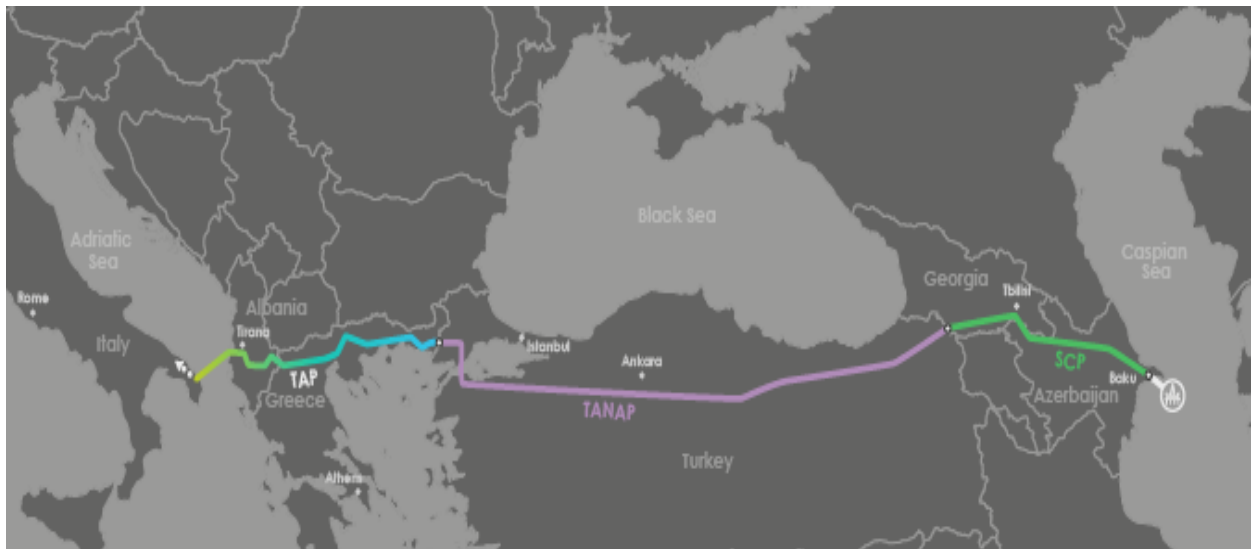 Black Sea
Adriatic
Sea
Caspian
Sea
Georgia
Tbilisi
Rome
Albania
Tirana
Italy
Istanbul
Ankara
TAP
Greece
SCP
Baku
Azerbaijan
TANAP
Turkey
Athens